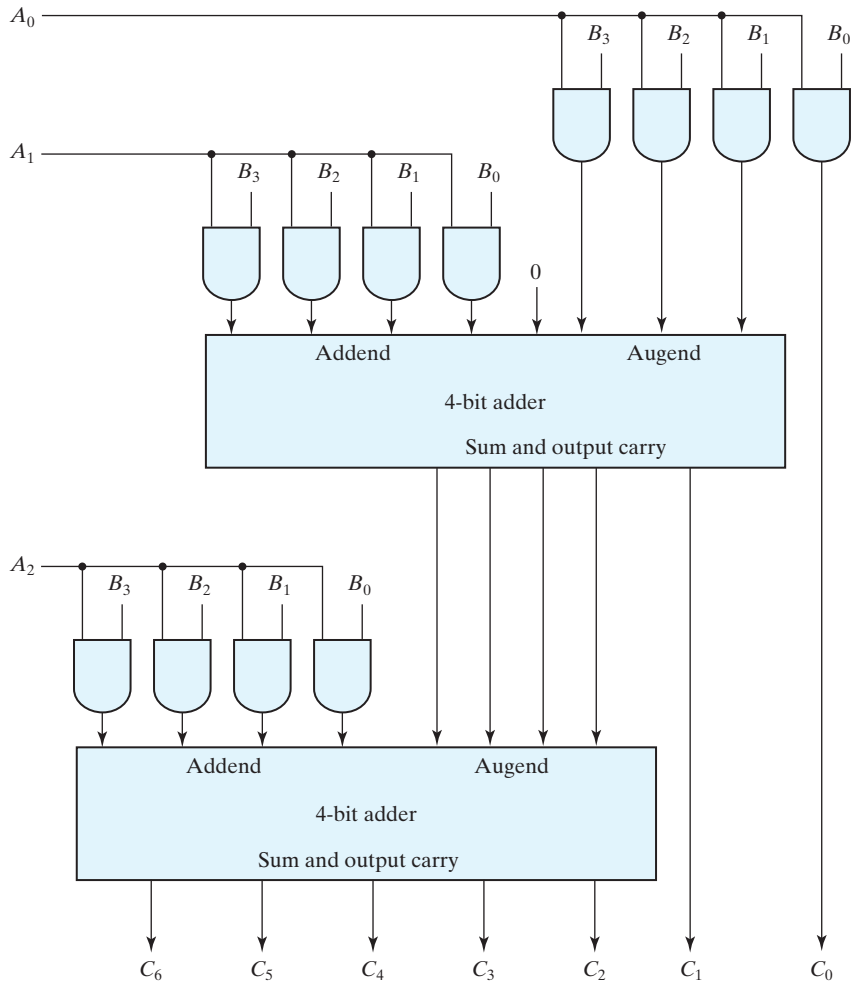 A₀
B₃ B₂ B₁ B₀
A₁
B₃ B₂ B₁ B₀
0
Addend Augend
4-bit adder
Sum and output carry
A₂
B₃ B₂ B₁ B₀
Addend Augend
4-bit adder
Sum and output carry
C₆ C₅ C₄ C₃ C₂ C₁ C₀